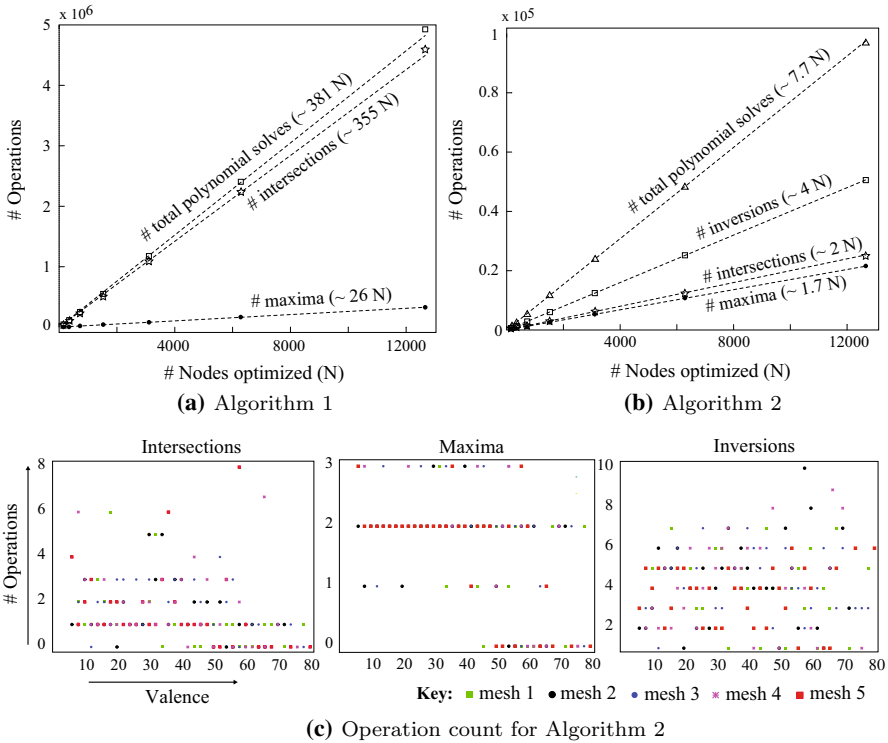 × 10⁶
5
4
3
2
1
0
# Operations
# total polynomial solves (~ 381 N)
# intersections (~ 355 N)
# maxima (~ 26 N)
4000 8000 12000
# Nodes optimized (N)
(a) Algorithm 1
× 10⁵
1
0.8
0.6
0.4
0.2
0
# Operations
# total polynomial solves (~ 7.7 N)
# inversions (~ 4 N)
# intersections (~ 2 N)
# maxima (~ 1.7 N)
4000 8000 12000
# Nodes optimized (N)
(b) Algorithm 2
Intersections
8
6
4
2
0
# Operations
10 20 30 40 50 60 70 80
Valence
Maxima
3
2
1
0
10 20 30 40 50 60 70 80
Inversions
10
8
6
4
2
10 20 30 40 50 60 70 80
Key: mesh 1 mesh 2 mesh 3 mesh 4 mesh 5
(c) Operation count for Algorithm 2